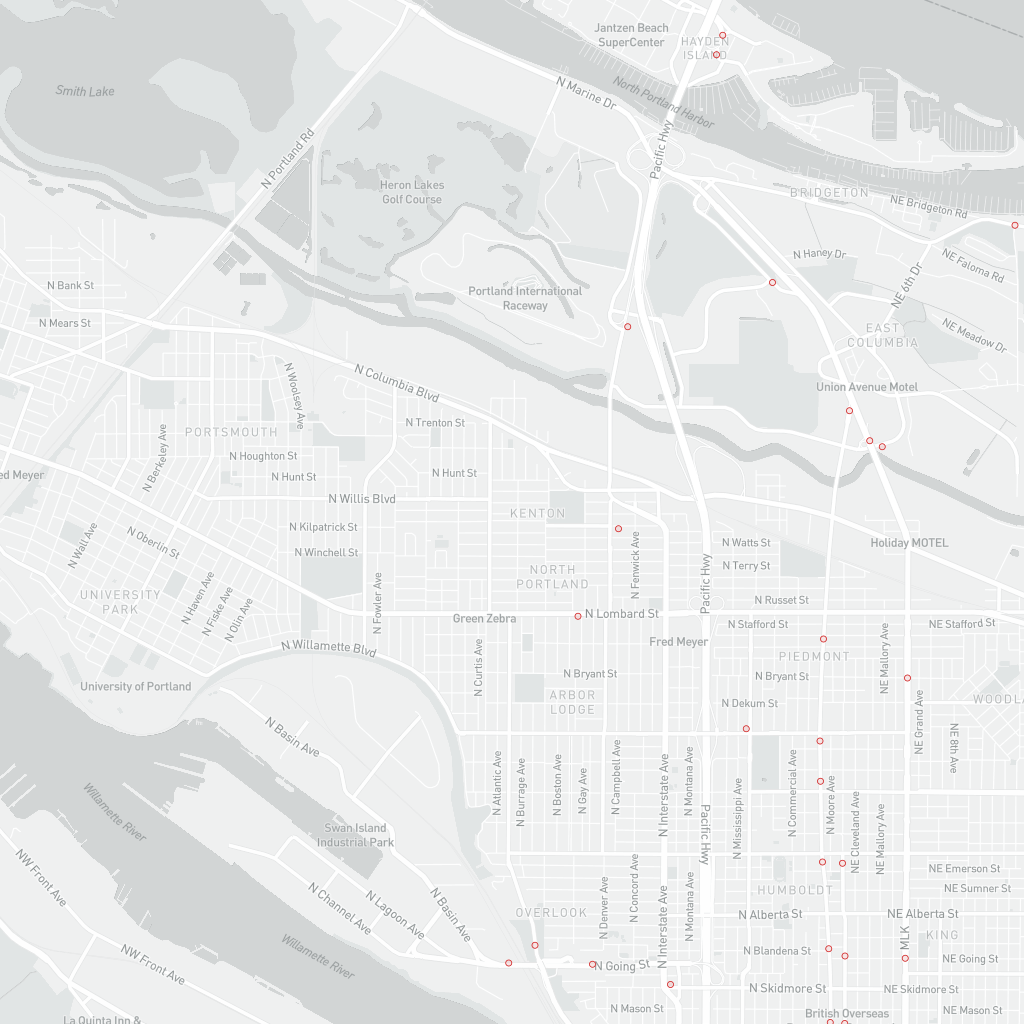 Jantzen Beach
SuperCenter
HAYDEN
ISLAND
Smith Lake
N Marine Dr
North Portland Harbor
Pacific Hwy
N Portland Rd
Heron Lakes
Golf Course
BRIDGETON
NE Bridgeton Rd
N Haney Dr
NE Faloma Rd
NE 6th Dr
N Bank St
Portland International
Raceway
N Mears St
EAST
COLUMBIA
NE Meadow Dr
N Columbia Blvd
N Woolsey Ave
Union Avenue Motel
N Trenton St
PORTSMOUTH
N Berkeley Ave
N Houghton St
ed Meyer
N Hunt St
N Hunt St
N Willis Blvd
KENTON
N Kilpatrick St
N Wall Ave
N Oberlin St
N Winchell St
N Fenwick Ave
N Watts St
Holiday MOTEL
N Terry St
NORTH
PORTLAND
Pacific Hwy
UNIVERSITY
PARK
N Haven Ave
N Fiske Ave
N Olin Ave
N Fowler Ave
N Russet St
Green Zebra
N Lombard St
N Stafford St
NE Stafford St
Fred Meyer
N Willamette Blvd
N Curtis Ave
PIEDMONT
NE Mallory Ave
N Bryant St
N Bryant St
University of Portland
ARBOR
LODGE
WOODLA
N Dekum St
NE Grand Ave
NE 8th Ave
N Basin Ave
N Atlantic Ave
N Burrage Ave
N Boston Ave
N Gay Ave
N Campbell Ave
N Interstate Ave
N Montana Ave
Pacific Hwy
N Mississippi Ave
N Commercial Ave
N Moore Ave
NE Cleveland Ave
NE Mallory Ave
Willamette River
Swan Island
Industrial Park
NW Front Ave
NE Emerson St
NE Sumner St
HUMBOLDT
N Channel Ave
N Lagoon Ave
N Basin Ave
OVERLOOK
N Denver Ave
N Concord Ave
N Interstate Ave
N Montana Ave
N Alberta St
NE Alberta St
KING
MLK
NW Front Ave
Willamette River
N Blandena St
NE Going St
N Going St
N Skidmore St
NE Skidmore St
N Mason St
NE Mason St
British Overseas
La Quinta Inn &